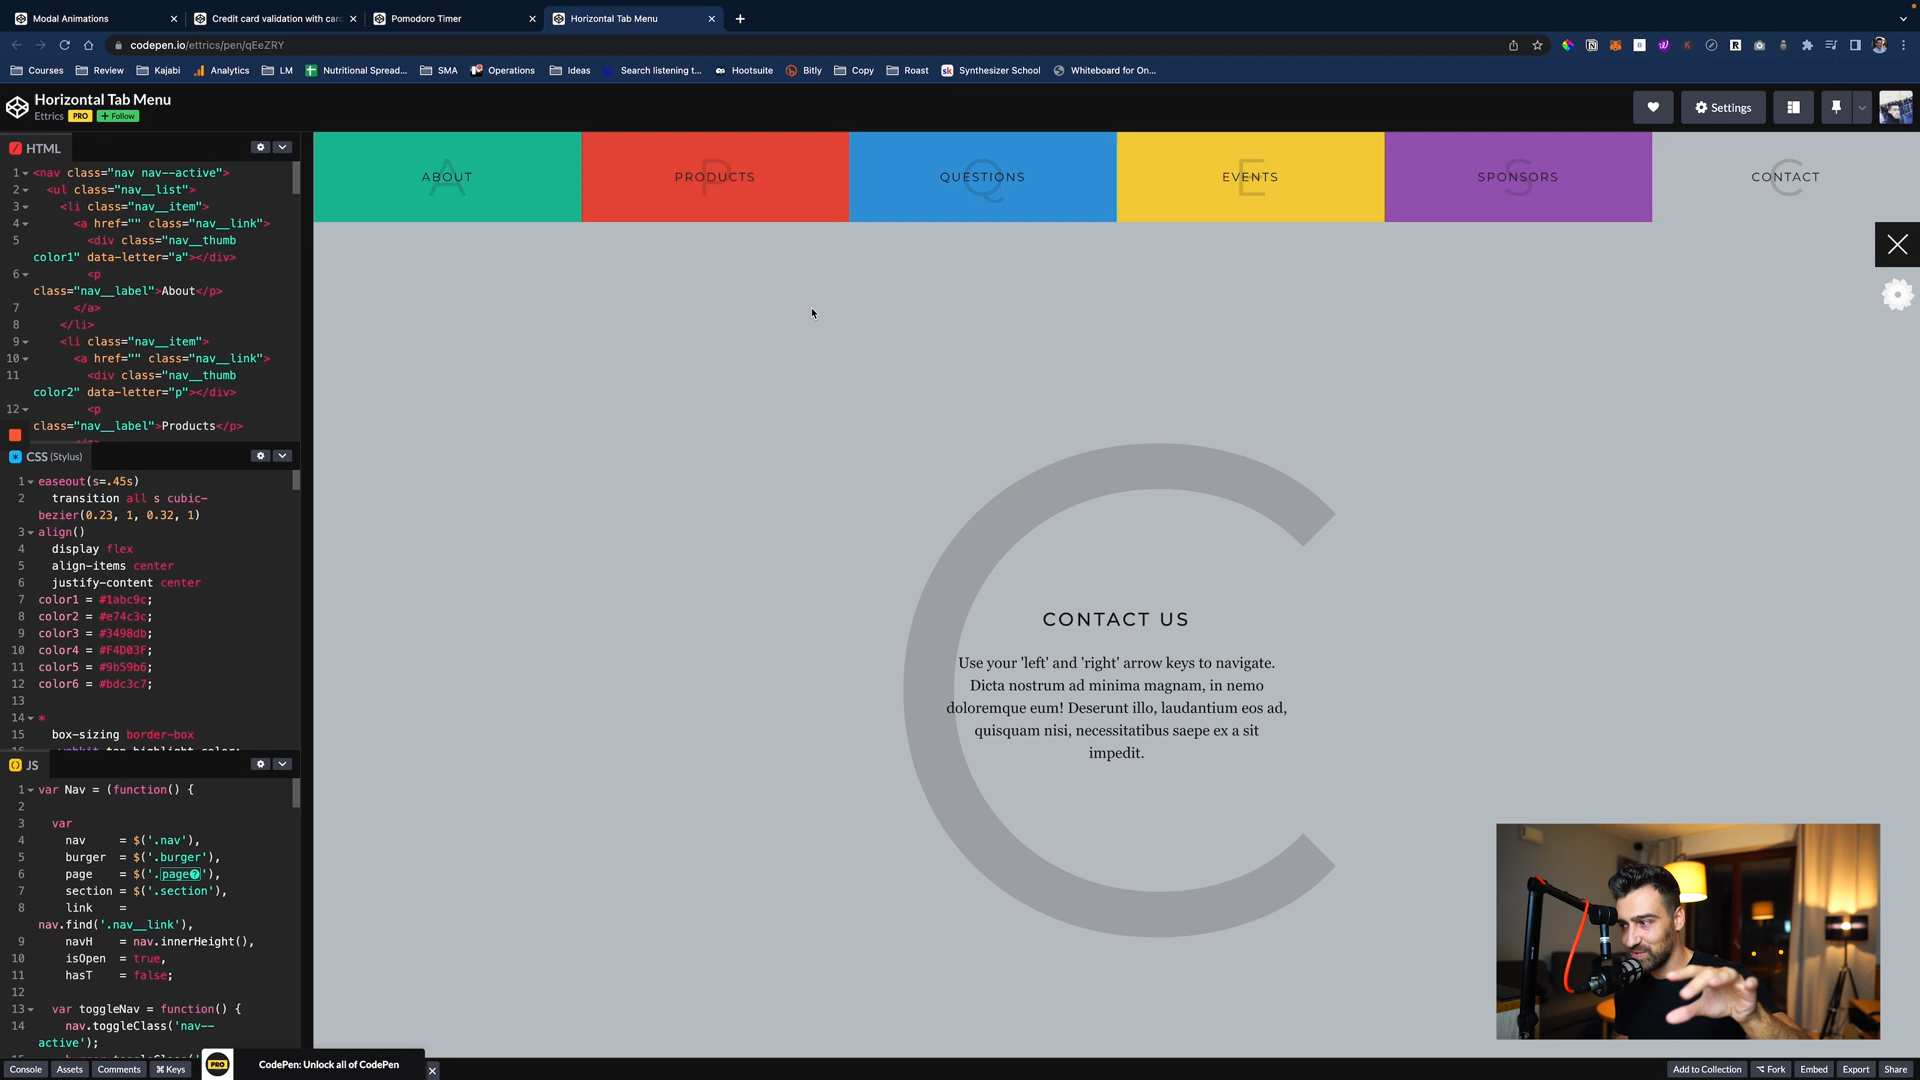 Modal Animations
Credit card validation with car
Pomodoro Timer
Horizontal Tab Menu
codepen.io/ettrics/pen/qEeZRY
Courses
Review
Kajabi
Analytics
LM
Nutritional Spread...
SMA
Operations
Ideas
Search listening t...
Hootsuite
Bitly
Copy
Roast
sk Synthesizer School
Whiteboard for On...
Horizontal Tab Menu
Ettrics PRO + Follow
Settings
HTML
1 <nav class="nav nav--active">
2 <ul class="nav__list">
3 <li class="nav__item">
4 <a href="" class="nav__link">
5 <div class="nav__thumb
color1" data-letter="a"></div>
6 <p
class="nav__label">About</p>
7 </a>
8 </li>
9 <li class="nav__item">
10 <a href="" class="nav__link">
11 <div class="nav__thumb
color2" data-letter="p"></div>
12 <p
class="nav__label">Products</p>
CSS (Stylus)
1 easeout(s=.45s)
2 transition all s cubic-
bezier(0.23, 1, 0.32, 1)
3 align()
4 display flex
5 align-items center
6 justify-content center
7 color1 = #1abc9c;
8 color2 = #e74c3c;
9 color3 = #3498db;
10 color4 = #F4D03F;
11 color5 = #9b59b6;
12 color6 = #bdc3c7;
13
14 *
15 box-sizing border-box
JS
1 var Nav = (function() {
2
3 var
4 nav = $('.nav'),
5 burger = $('.burger'),
6 page = $('.page?'),
7 section = $('.section'),
8 link =
nav.find('.nav__link'),
9 navH = nav.innerHeight(),
10 isOpen = true,
11 hasT = false;
12
13 var toggleNav = function() {
14 nav.toggleClass('nav--
active');
A ABOUT
P PRODUCTS
Q QUESTIONS
E EVENTS
S SPONSORS
C CONTACT
C
CONTACT US
Use your 'left' and 'right' arrow keys to navigate.
Dicta nostrum ad minima magnam, in nemo
doloremque eum! Deserunt illo, laudantium eos ad,
quisquam nisi, necessitatibus saepe ex a sit
impedit.
Console
Assets
Comments
⌘ Keys
PRO
CodePen: Unlock all of CodePen
Add to Collection
Fork
Embed
Export
Share